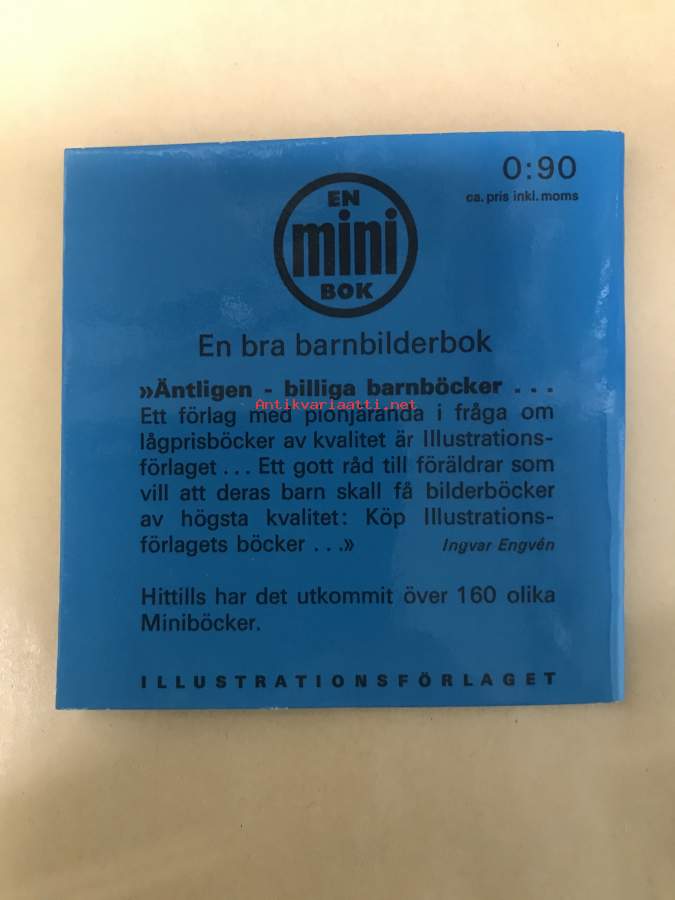 0:90
ca. pris inkl. moms
EN
mini
BOK
En bra barnbilderbok
»Äntligen - billiga barnböcker . . .
Antikvariaatti.net
Ett förlag med pionjäranda i fråga om
lågprisböcker av kvalitet är Illustrations-
förlaget . . . Ett gott råd till föräldrar som
vill att deras barn skall få bilderböcker
av högsta kvalitet: Köp Illustrations-
förlagets böcker . . .» Ingvar Engvén
Hittills har det utkommit över 160 olika
Miniböcker.
ILLUSTRATIONSFÖRLAGET